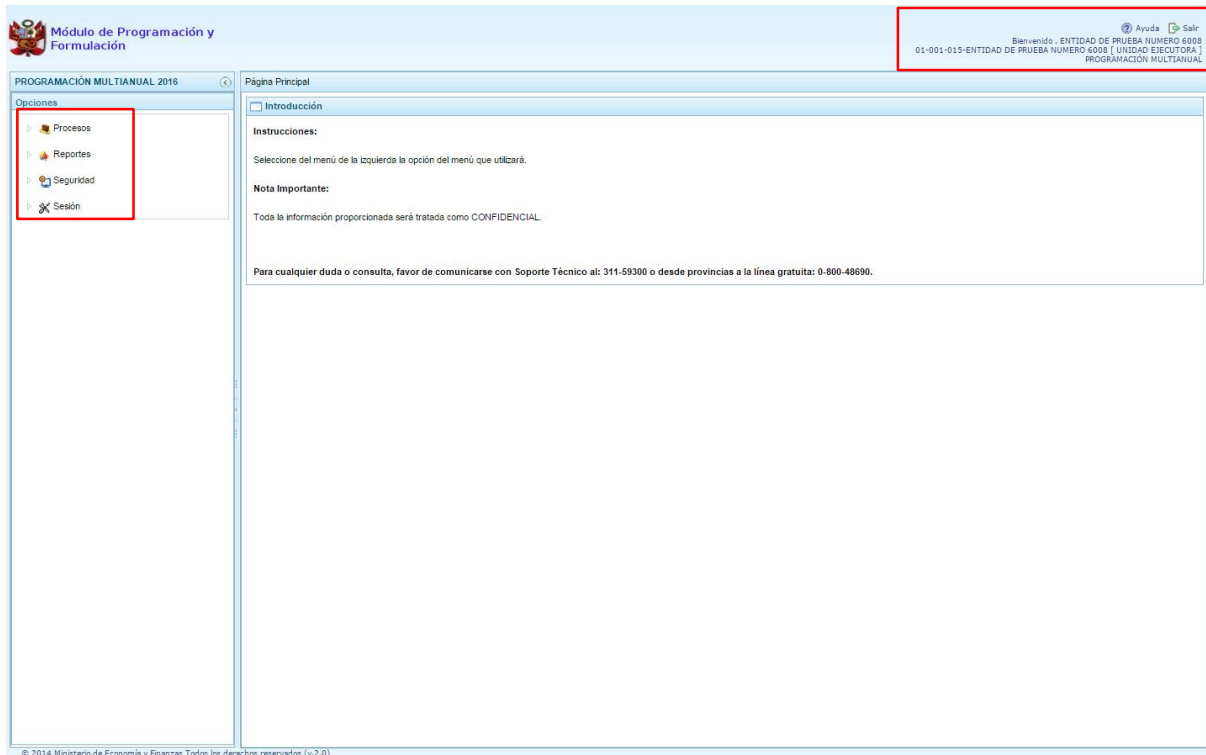 Módulo de Programación y
Formulación
Ayuda Salir
Bienvenido , ENTIDAD DE PRUEBA NUMERO 6008
01-001-015-ENTIDAD DE PRUEBA NUMERO 6008 [ UNIDAD EJECUTORA ]
PROGRAMACIÓN MULTIANUAL
PROGRAMACIÓN MULTIANUAL 2016
Página Principal
Opciones
Procesos
Reportes
Seguridad
Sesión
Introducción
Instrucciones:
Seleccione del menú de la izquierda la opción del menú que utilizará.
Nota Importante:
Toda la información proporcionada será tratada como CONFIDENCIAL.
Para cualquier duda o consulta, favor de comunicarse con Soporte Técnico al: 311-59300 o desde provincias a la línea gratuita: 0-800-48690.
© 2014 Ministerio de Economía y Finanzas Todos los derechos reservados (v.2.0)